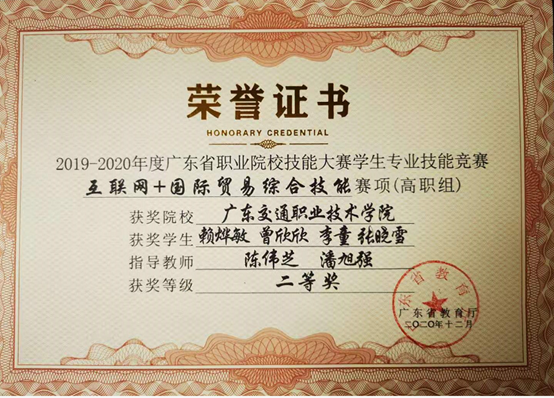 荣誉证书
HONORARY CREDENTIAL
2019-2020年度广东省职业院校技能大赛学生专业技能竞赛
互联网+国际贸易综合技能赛项(高职组)
获奖院校 广东交通职业技术学院
获奖学生 赖烨敏 曾欣欣 李童 张晓雪
指导教师 陈伟芝 潘旭强
获奖等级 二等奖
广东省教育厅
二〇二〇年十二月